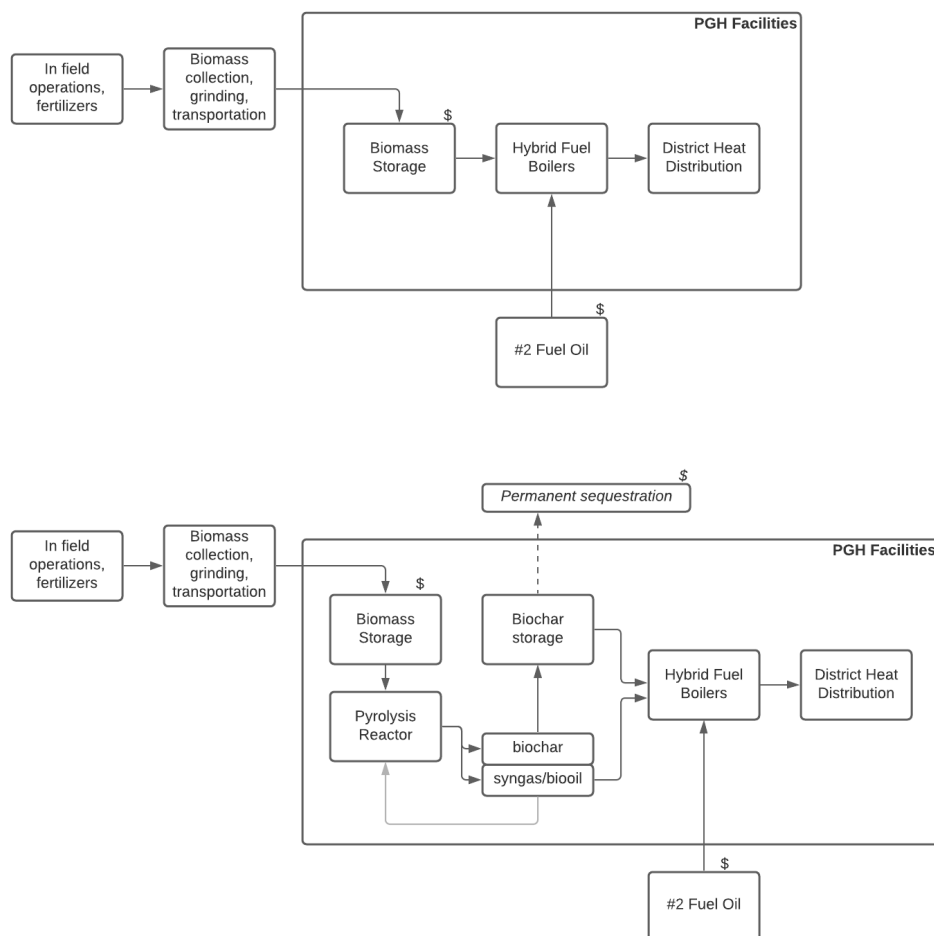 PGH Facilities
In field
operations,
fertilizers
Biomass
collection,
grinding,
transportation
$
Biomass
Storage
Hybrid Fuel
Boilers
District Heat
Distribution
$
#2 Fuel Oil
$
Permanent sequestration
PGH Facilities
In field
operations,
fertilizers
Biomass
collection,
grinding,
transportation
$
Biomass
Storage
Biochar
storage
Hybrid Fuel
Boilers
District Heat
Distribution
Pyrolysis
Reactor
biochar
syngas/biooil
$
#2 Fuel Oil